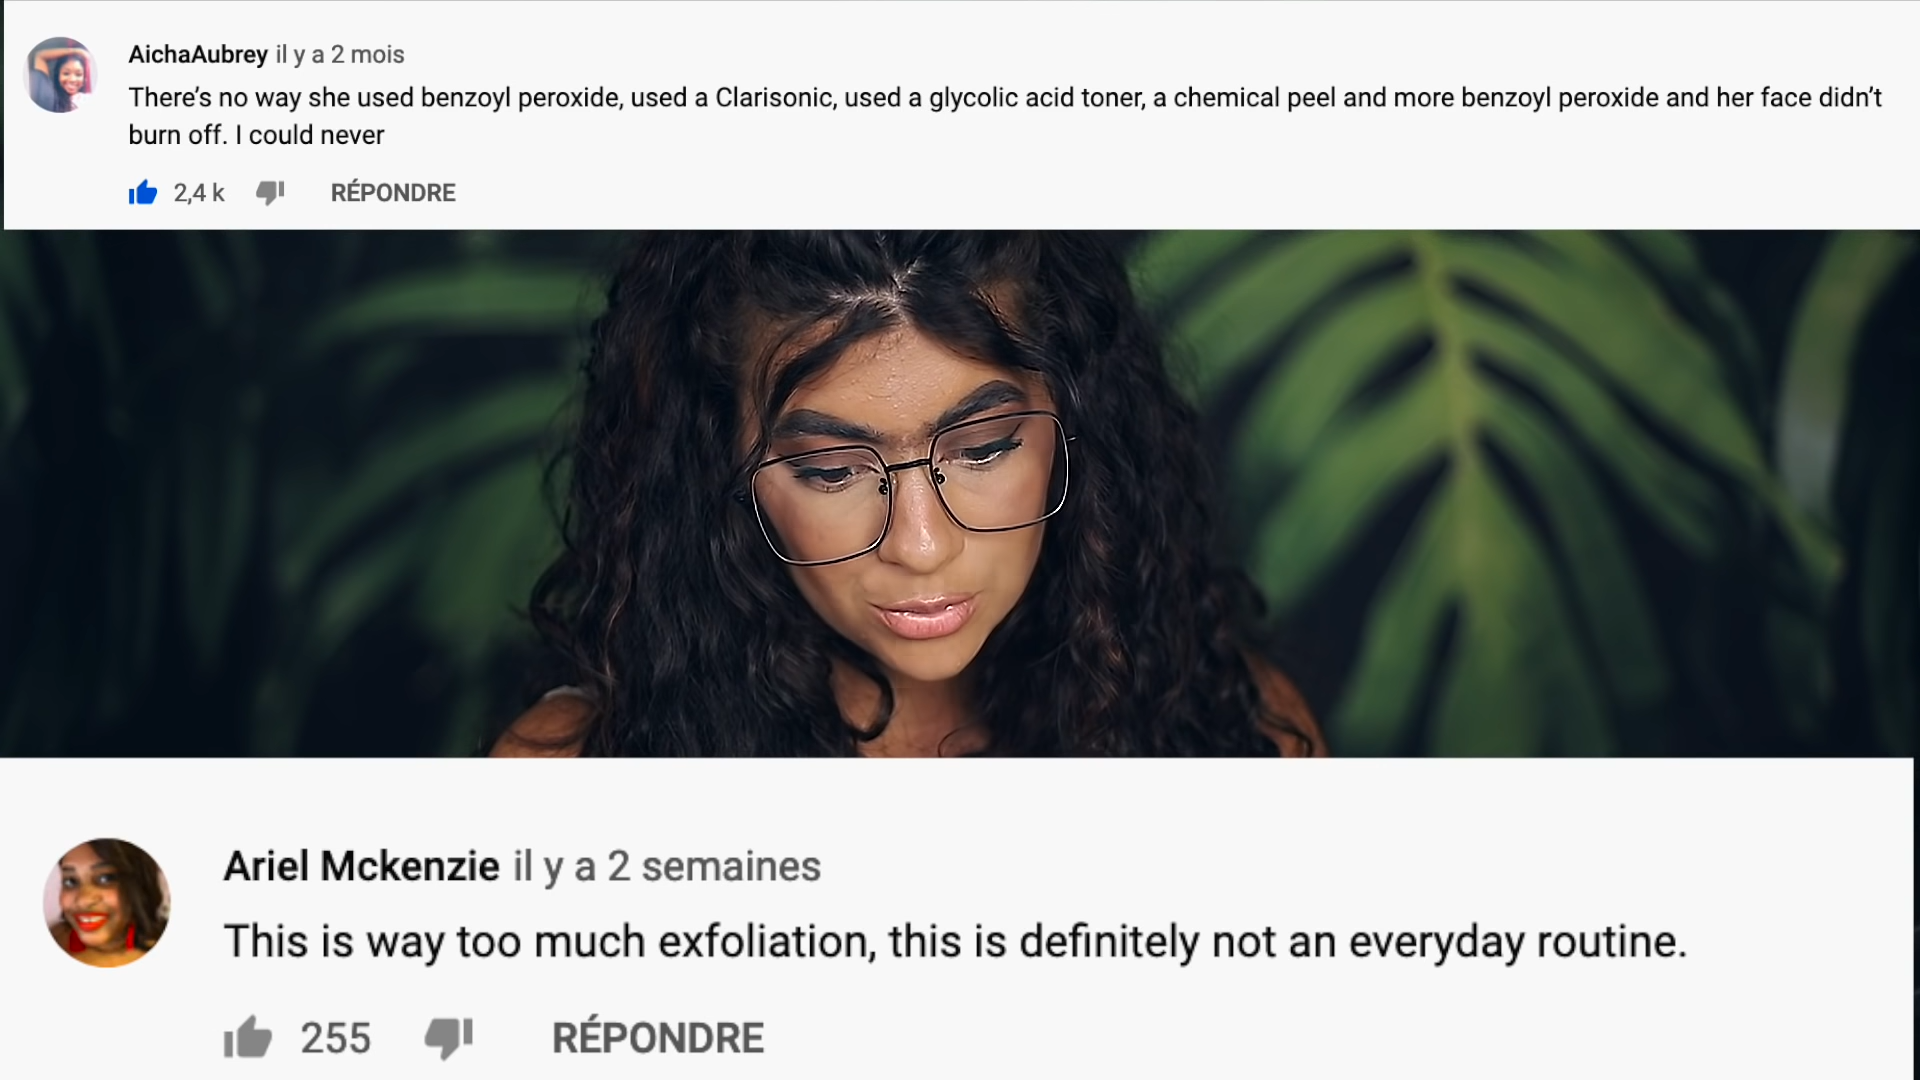 AichaAubrey il y a 2 mois
There’s no way she used benzoyl peroxide, used a Clarisonic, used a glycolic acid toner, a chemical peel and more benzoyl peroxide and her face didn’t
burn off. I could never
2,4 k RÉPONDRE
Ariel Mckenzie il y a 2 semaines
This is way too much exfoliation, this is definitely not an everyday routine.
255 RÉPONDRE